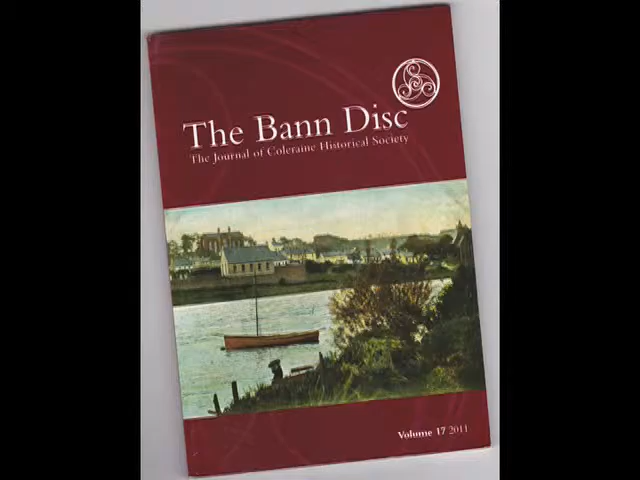 The Bann Disc
The Journal of Coleraine Historical Society
Volume 17 2011